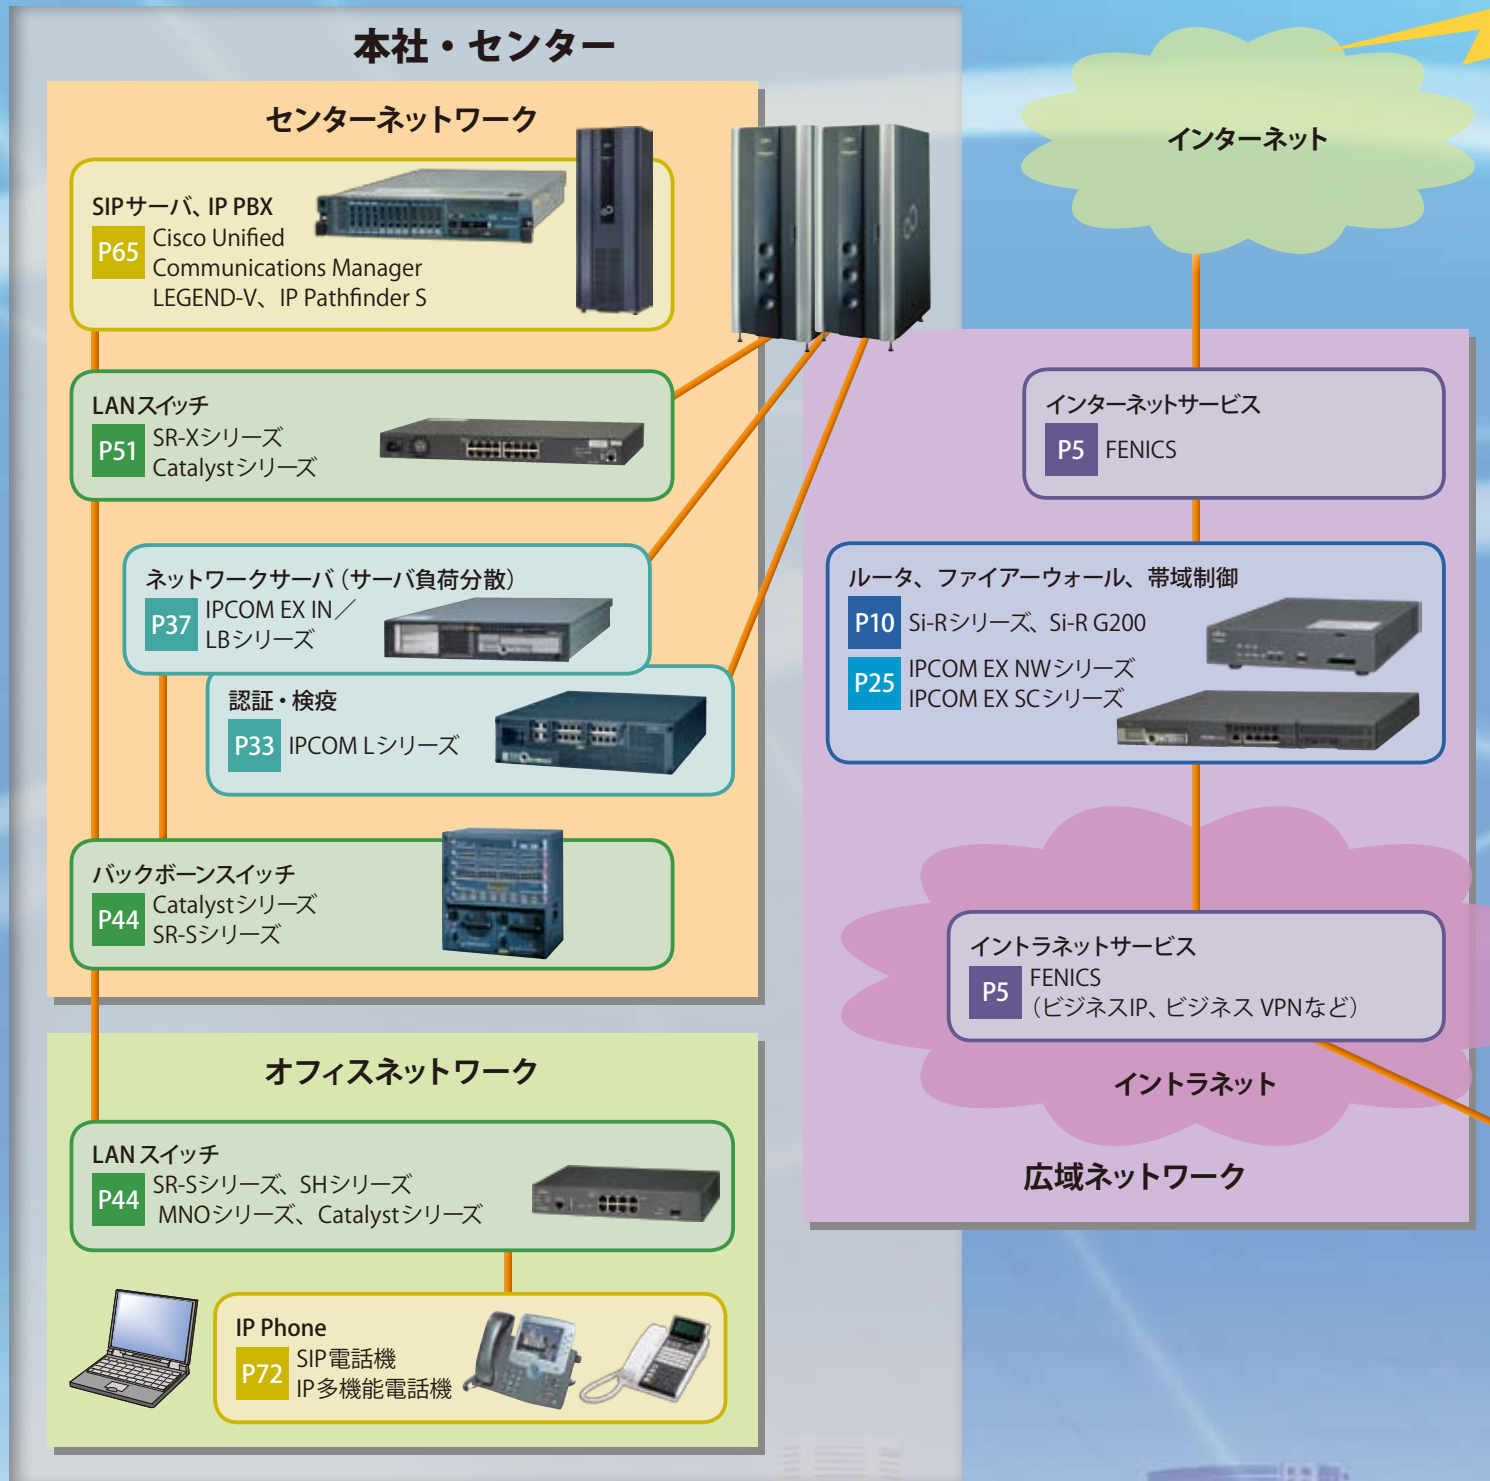 本社・センター
センターネットワーク
SIPサーバ、IP PBX
P65
Cisco Unified
Communications Manager
LEGEND-V、IP Pathfinder S
LANスイッチ
P51
SR-Xシリーズ
Catalystシリーズ
ネットワークサーバ（サーバ負荷分散）
P37
IPCOM EX IN／
LBシリーズ
認証・検疫
P33
IPCOM Lシリーズ
バックボーンスイッチ
P44
Catalystシリーズ
SR-Sシリーズ
オフィスネットワーク
LANスイッチ
P44
SR-Sシリーズ、SHシリーズ
MNOシリーズ、Catalystシリーズ
IP Phone
P72
SIP電話機
IP多機能電話機
インターネット
インターネットサービス
P5
FENICS
ルータ、ファイアーウォール、帯域制御
P10
Si-Rシリーズ、Si-R G200
P25
IPCOM EX NWシリーズ
IPCOM EX SCシリーズ
イントラネットサービス
P5
FENICS
（ビジネスIP、ビジネス VPNなど）
イントラネット
広域ネットワーク